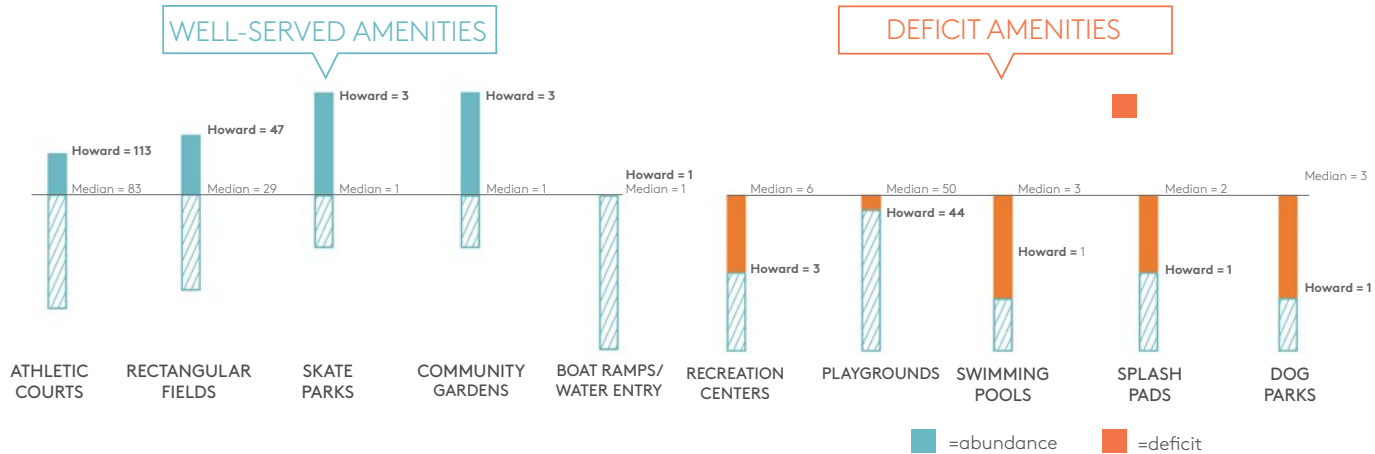 WELL-SERVED AMENITIES
DEFICIT AMENITIES
Howard = 113
Median = 83
Howard = 47
Median = 29
Howard = 3
Median = 1
Howard = 3
Median = 1
Howard = 1
Median = 1
Median = 6
Howard = 3
Median = 50
Howard = 44
Median = 3
Howard = 1
Median = 2
Howard = 1
Median = 3
Howard = 1
ATHLETIC
COURTS
RECTANGULAR
FIELDS
SKATE
PARKS
COMMUNITY
GARDENS
BOAT RAMPS/
WATER ENTRY
RECREATION
CENTERS
PLAYGROUNDS
SWIMMING
POOLS
SPLASH
PADS
DOG
PARKS
=abundance
=deficit